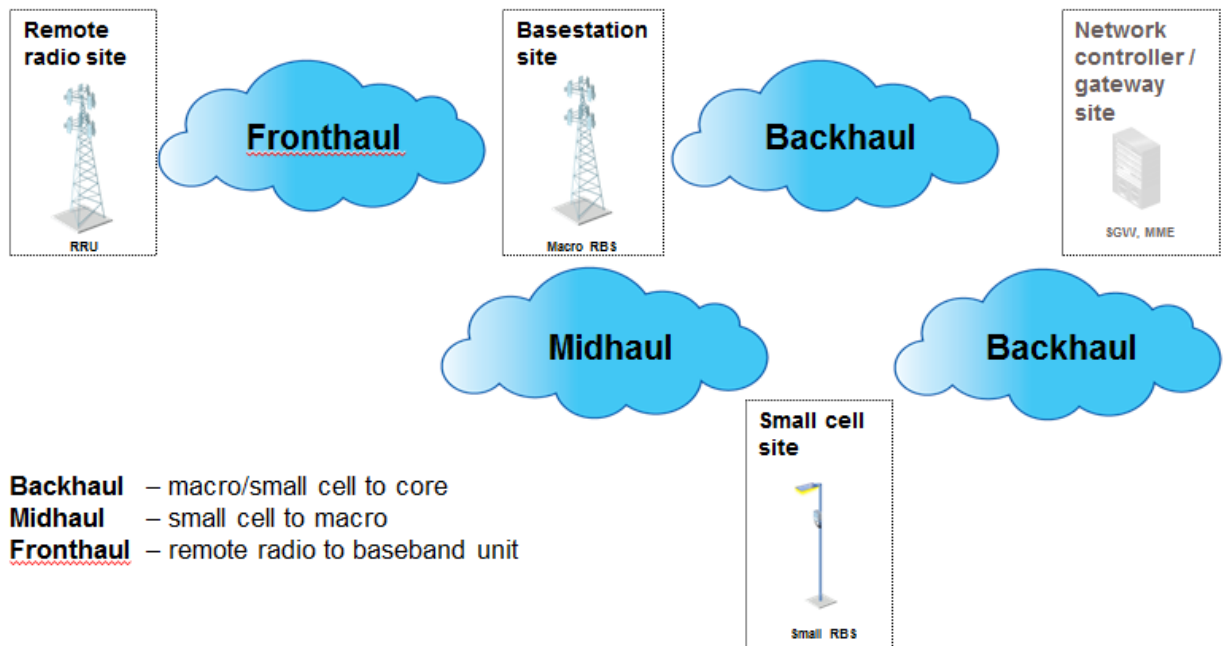 Remote
radio site
RRU
Fronthaul
Basestation
site
Macro RBS
Backhaul
Network
controller /
gateway
site
SGW, MME
Midhaul
Backhaul
Small cell
site
Small RBS
Backhaul – macro/small cell to core
Midhaul – small cell to macro
Fronthaul – remote radio to baseband unit